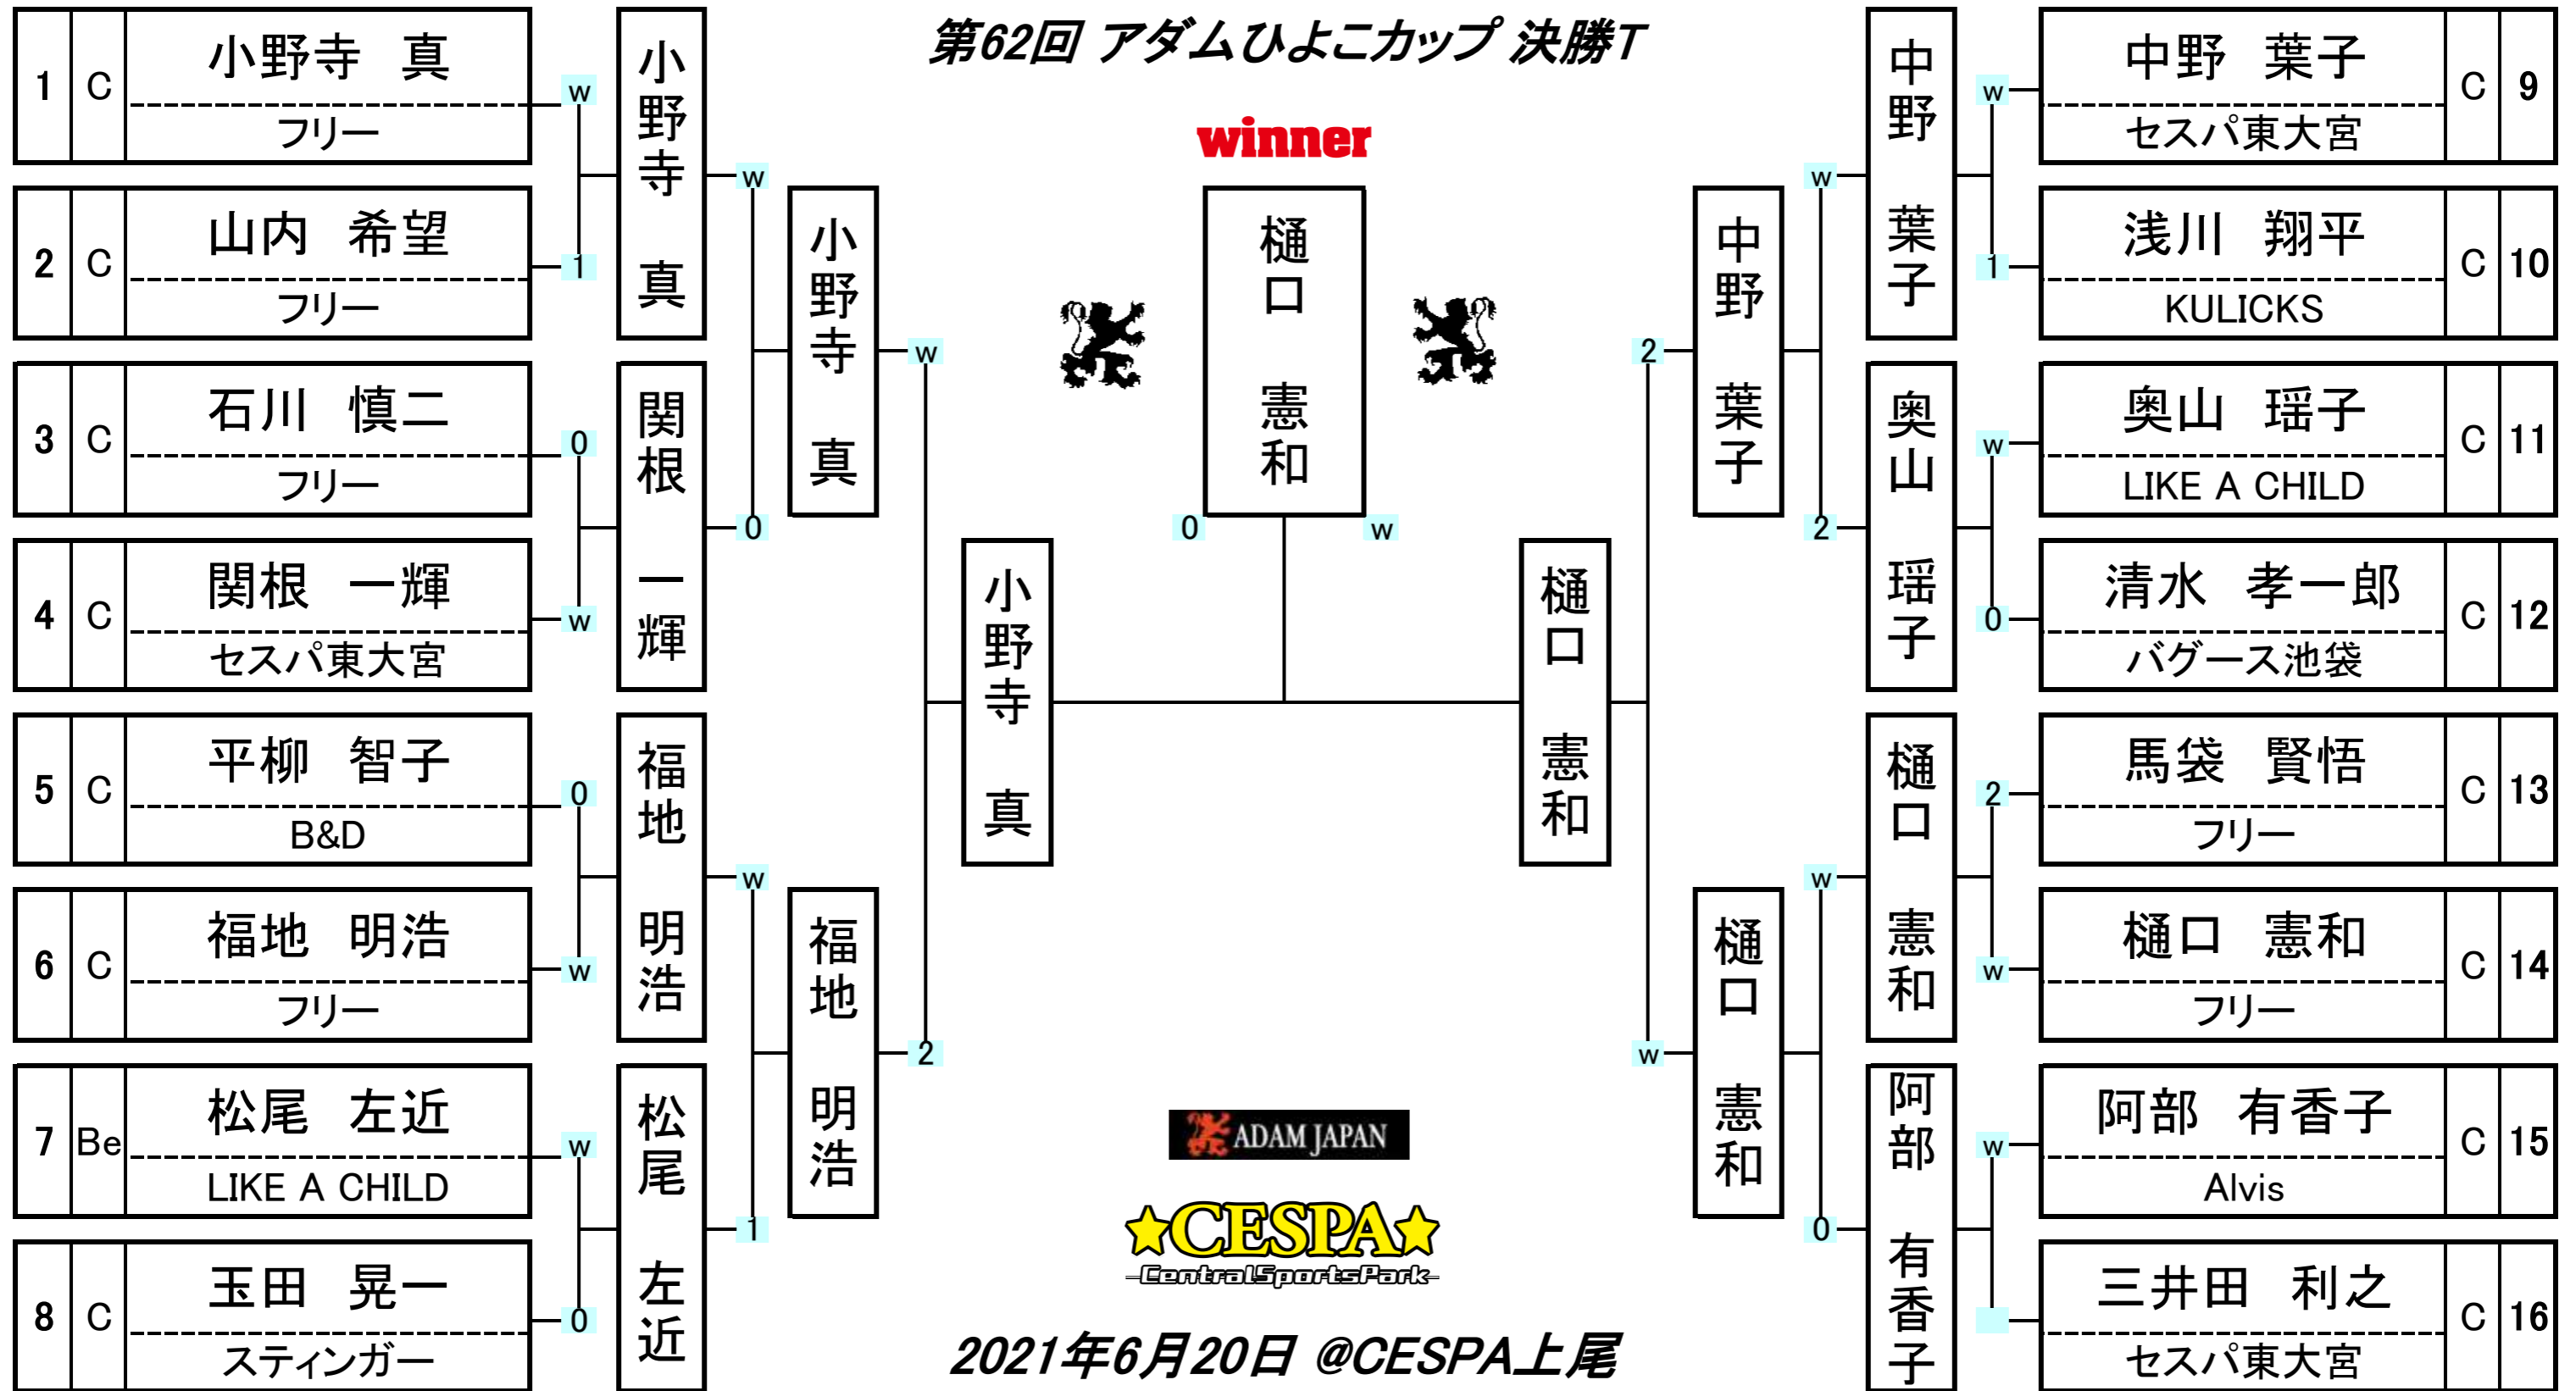 第62回 アダムひよこカップ 決勝T
winner
樋口 憲和
0
w
1 C 小野寺 真
フリー
w
2 C 山内 希望
フリー
1
3 C 石川 慎二
フリー
0
4 C 関根 一輝
セスパ東大宮
w
5 C 平柳 智子
B&D
0
6 C 福地 明浩
フリー
w
7 Be 松尾 左近
LIKE A CHILD
w
8 C 玉田 晃一
スティンガー
0
小野寺 真
w
関根 一輝
0
福地 明浩
w
松尾 左近
1
小野寺 真
w
福地 明浩
2
小野寺 真
樋口 憲和
中野 葉子
2
樋口 憲和
w
中野 葉子
w
奥山 瑶子
2
樋口 憲和
w
阿部 有香子
0
w
中野 葉子 C 9
セスパ東大宮
1
浅川 翔平 C 10
KULICKS
w
奥山 瑶子 C 11
LIKE A CHILD
0
清水 孝一郎 C 12
バグース池袋
2
馬袋 賢悟 C 13
フリー
w
樋口 憲和 C 14
フリー
w
阿部 有香子 C 15
Alvis
三井田 利之 C 16
セスパ東大宮
ADAM JAPAN
CESPA
CentralSportsPark
2021年6月20日 @CESPA上尾